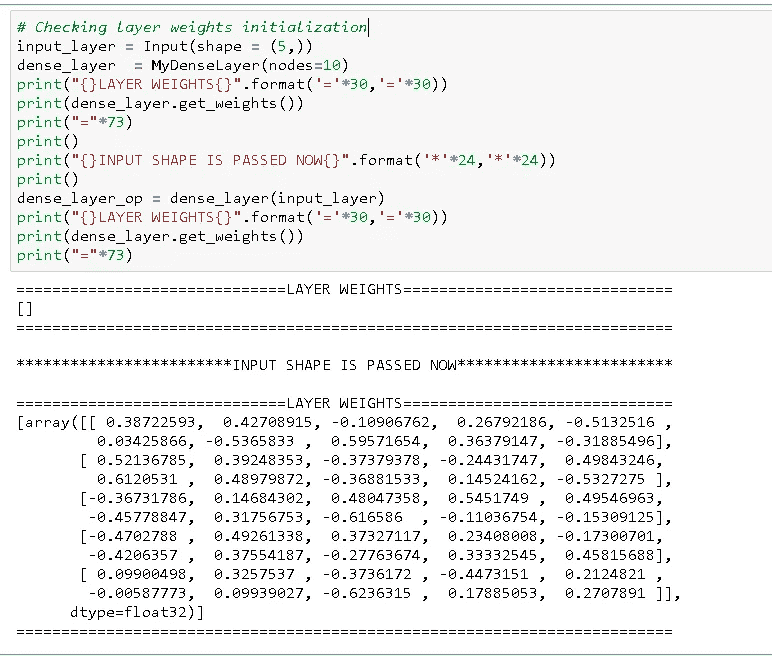 # Checking layer weights initialization
input_layer = Input(shape = (5,))
dense_layer  = MyDenseLayer(nodes=10)
print("{}LAYER WEIGHTS{}".format('='*30,'='*30))
print(dense_layer.get_weights())
print("="*73)
print()
print("{}INPUT SHAPE IS PASSED NOW{}".format('*'*24,'*'*24))
print()
dense_layer_op = dense_layer(input_layer)
print("{}LAYER WEIGHTS{}".format('='*30,'='*30))
print(dense_layer.get_weights())
print("="*73)
==============================LAYER WEIGHTS==============================
[]
=========================================================================
************************INPUT SHAPE IS PASSED NOW************************
==============================LAYER WEIGHTS==============================
[array([[ 0.38722593,  0.42708915, -0.10906762,  0.26792186, -0.5132516 ,
         0.03425866, -0.5365833 ,  0.59571654,  0.36379147, -0.31885496],
       [ 0.52136785,  0.39248353, -0.37379378, -0.24431747,  0.49843246,
         0.6120531 ,  0.48979872, -0.36881533,  0.14524162, -0.5327275 ],
       [-0.36731786,  0.14684302,  0.48047358,  0.5451749 ,  0.49546963,
        -0.45778847,  0.31756753, -0.616586  , -0.11036754, -0.15309125],
       [-0.4702788 ,  0.49261338,  0.37327117,  0.23408008, -0.17300701,
        -0.4206357 ,  0.37554187, -0.27763674,  0.33332545,  0.45815688],
       [ 0.09900498,  0.3257537 , -0.3736172 , -0.4473151 ,  0.2124821 ,
        -0.00587773,  0.09939027, -0.6236315 ,  0.17885053,  0.2707891 ]],
      dtype=float32)]
=========================================================================